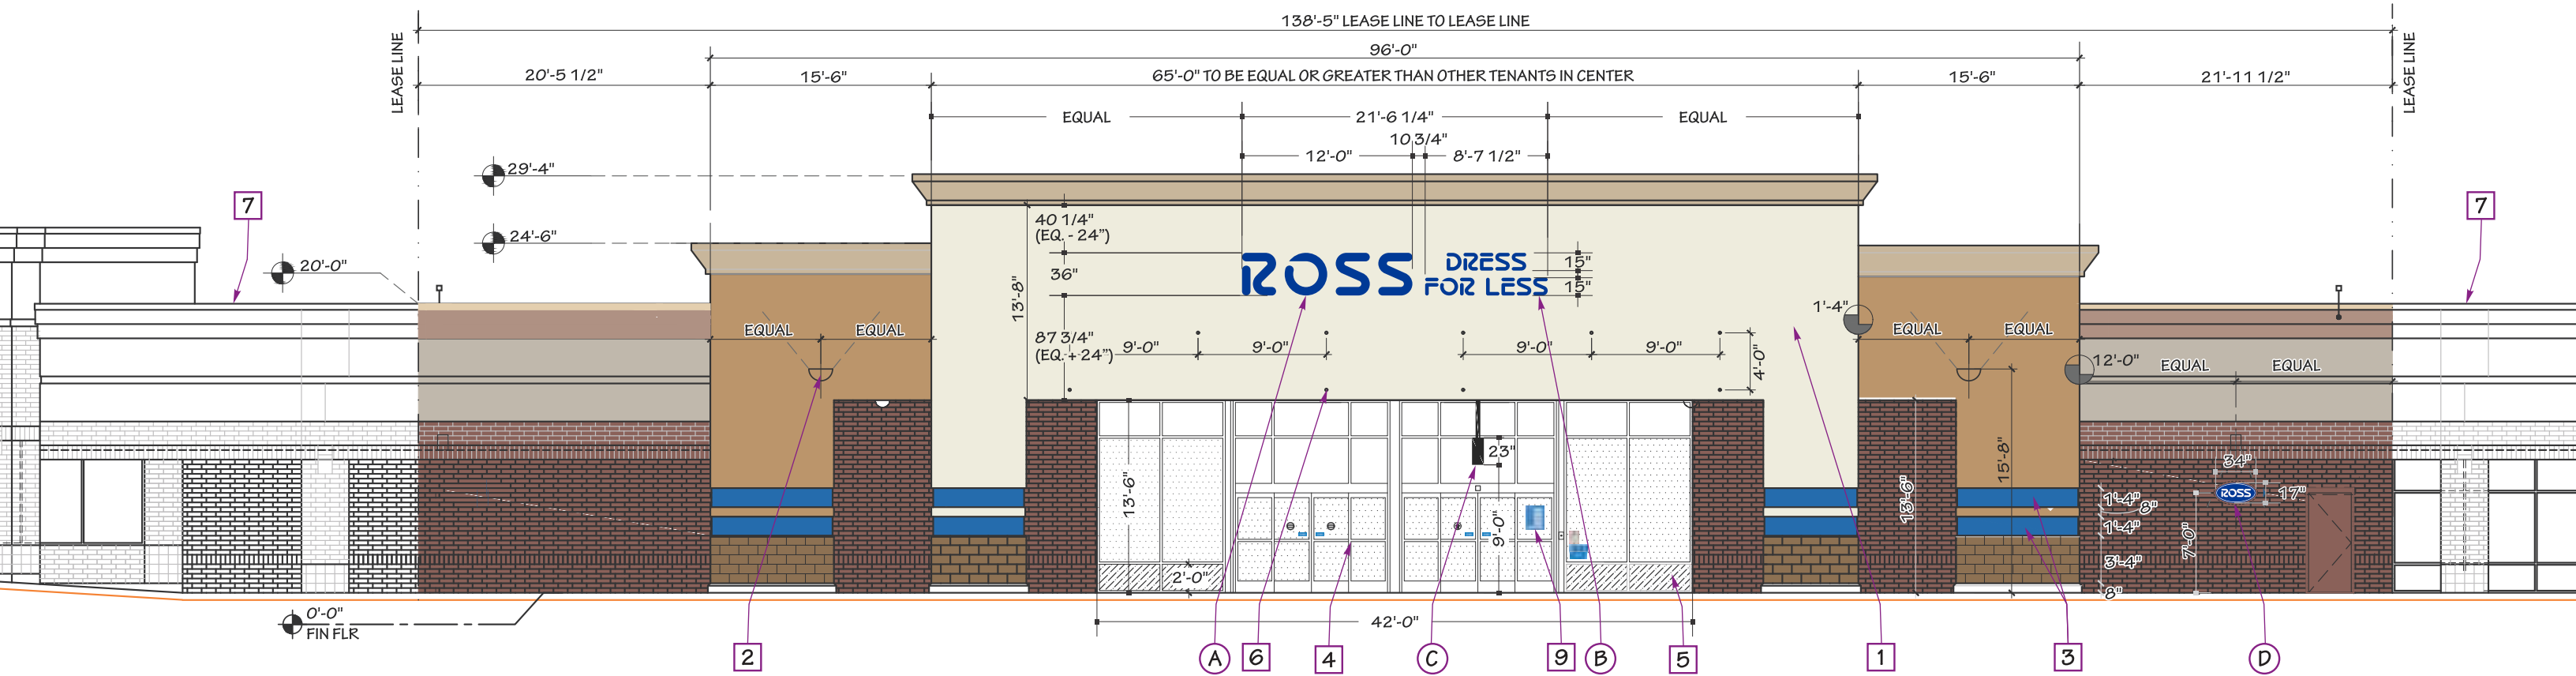 138'-5" LEASE LINE TO LEASE LINE
LEASE LINE
LEASE LINE
96'-0"
20'-5 1/2"
15'-6"
65'-0" TO BE EQUAL OR GREATER THAN OTHER TENANTS IN CENTER
15'-6"
21'-11 1/2"
EQUAL
21'-6 1/4"
EQUAL
10 3/4"
12'-0"
8'-7 1/2"
29'-4"
24'-6"
20'-0"
7
7
40 1/4"
(EQ. - 24")
36"
13'-8"
87 3/4"
(EQ. + 24")
ROSS
DRESS
FOR LESS
15"
15"
1'-4"
EQUAL
EQUAL
EQUAL
EQUAL
9'-0"
9'-0"
9'-0"
9'-0"
4'-0"
12'-0"
EQUAL
EQUAL
13'-6"
23"
9'-0"
2'-0"
13'-6"
15'-8"
34"
ROSS
17"
1'-4"
8"
1'-4"
3'-4"
8"
7'-0"
0'-0"
FIN FLR
42'-0"
2
A
6
4
C
9
B
5
1
3
D